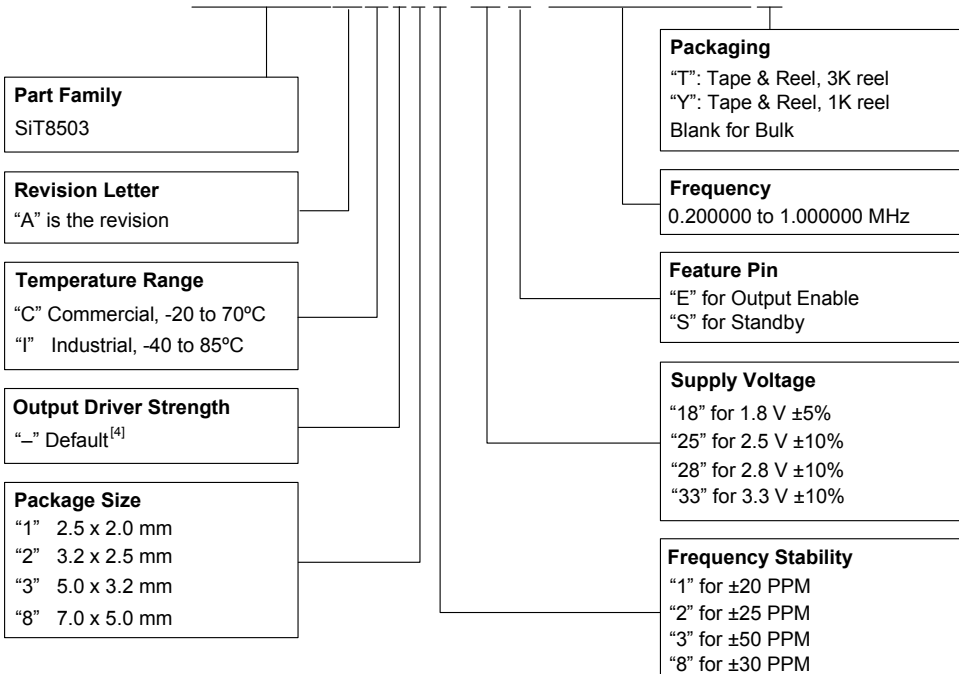 Part Family
SiT8503
Revision Letter
“A” is the revision
Temperature Range
“C” Commercial, -20 to 70ºC
“I” Industrial, -40 to 85ºC
Output Driver Strength
“–” Default[4]
Package Size
“1” 2.5 x 2.0 mm
“2” 3.2 x 2.5 mm
“3” 5.0 x 3.2 mm
“8” 7.0 x 5.0 mm
Packaging
“T”: Tape & Reel, 3K reel
“Y”: Tape & Reel, 1K reel
Blank for Bulk
Frequency
0.200000 to 1.000000 MHz
Feature Pin
“E” for Output Enable
“S” for Standby
Supply Voltage
“18” for 1.8 V ±5%
“25” for 2.5 V ±10%
“28” for 2.8 V ±10%
“33” for 3.3 V ±10%
Frequency Stability
“1” for ±20 PPM
“2” for ±25 PPM
“3” for ±50 PPM
“8” for ±30 PPM